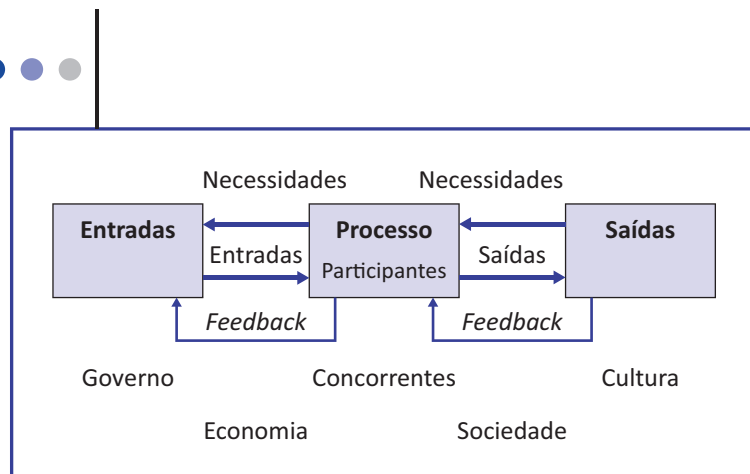 Necessidades Necessidades
Entradas Processo Saídas
Entradas Participantes Saídas
Feedback Feedback
Governo Concorrentes Cultura
Economia Sociedade